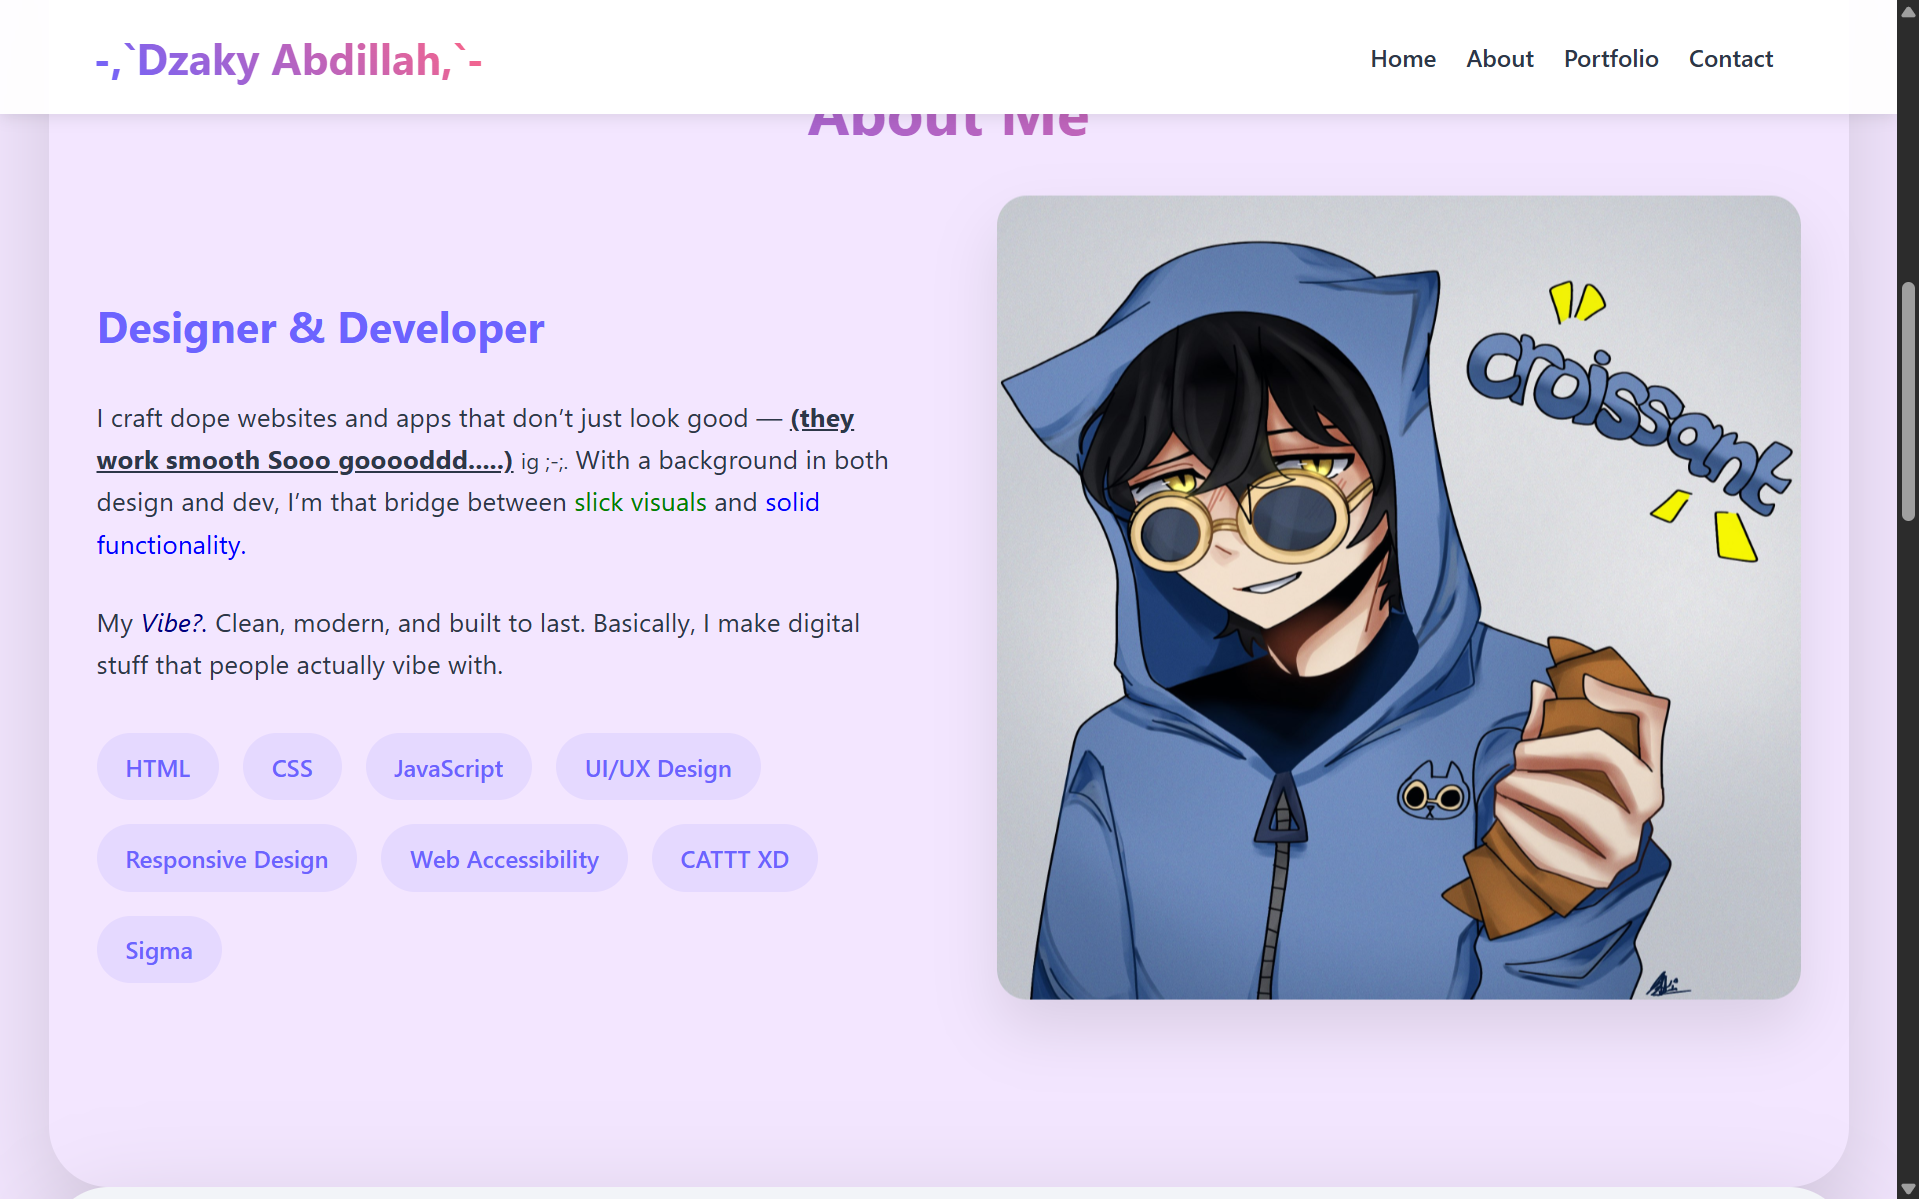 -,`Dzaky Abdillah,`-
Home About Portfolio Contact
About Me
Designer & Developer
I craft dope websites and apps that don’t just look good — (they
work smooth Sooo gooooddd.....) ig ;-;. With a background in both
design and dev, I’m that bridge between slick visuals and solid
functionality.
My Vibe?. Clean, modern, and built to last. Basically, I make digital
stuff that people actually vibe with.
HTML CSS JavaScript UI/UX Design
Responsive Design Web Accessibility CATTT XD
Sigma
croissant